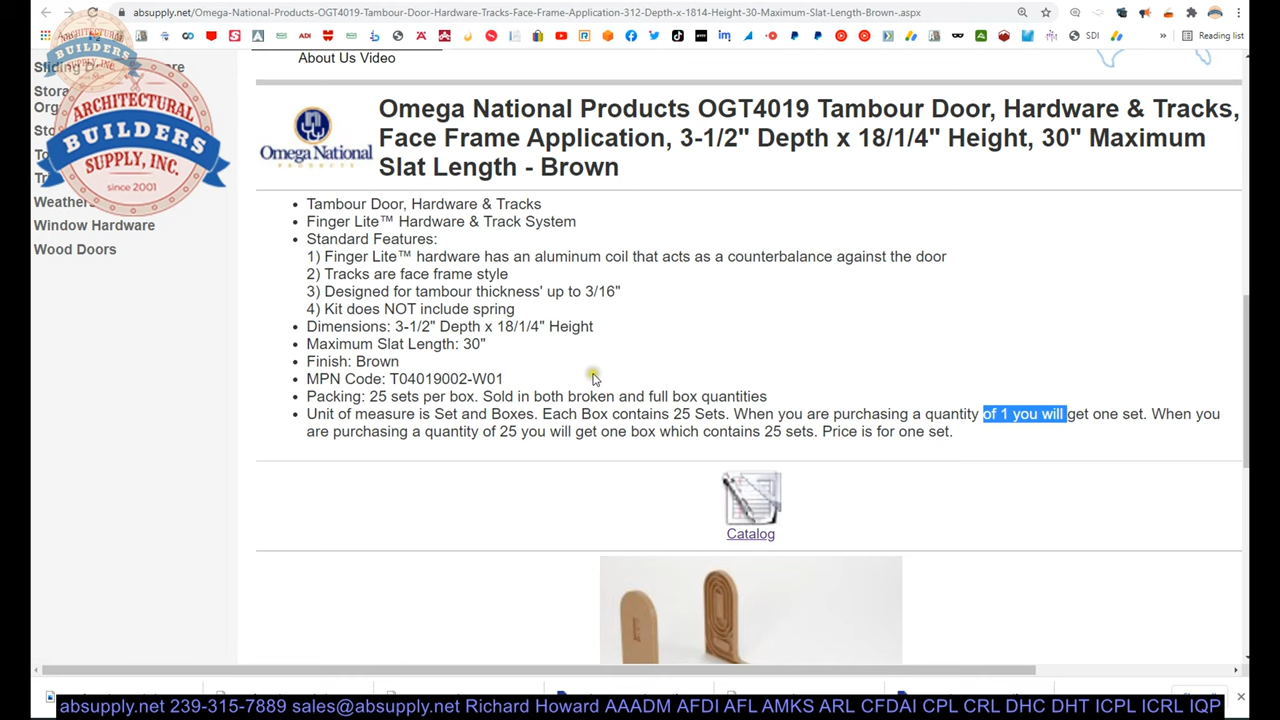 absupply.net/Omega-National-Products-OGT4019-Tambour-Door-Hardware-Tracks-Face-Frame-Application-312-Depth-x-1814-Height-30-Maximum-Slat-Length-Brown-.aspx
SDI
Reading list
ARCHITECTURAL
BUILDERS
SUPPLY, INC.
since 2001
Weathers
Window Hardware
Wood Doors
About Us Video
Omega National
PRODUCTS
Omega National Products OGT4019 Tambour Door, Hardware & Tracks,
Face Frame Application, 3-1/2" Depth x 18/1/4" Height, 30" Maximum
Slat Length - Brown
• Tambour Door, Hardware & Tracks
• Finger Lite™ Hardware & Track System
• Standard Features:
1) Finger Lite™ hardware has an aluminum coil that acts as a counterbalance against the door
2) Tracks are face frame style
3) Designed for tambour thickness' up to 3/16"
4) Kit does NOT include spring
• Dimensions: 3-1/2" Depth x 18/1/4" Height
• Maximum Slat Length: 30"
• Finish: Brown
• MPN Code: T04019002-W01
• Packing: 25 sets per box. Sold in both broken and full box quantities
• Unit of measure is Set and Boxes. Each Box contains 25 Sets. When you are purchasing a quantity of 1 you will get one set. When you
are purchasing a quantity of 25 you will get one box which contains 25 sets. Price is for one set.
Catalog
absupply.net 239-315-7889 sales@absupply.net Richard Howard AAADM AFDI AFL AMKS ARL CFDAI CPL CRL DHC DHT ICPL ICRL IQP